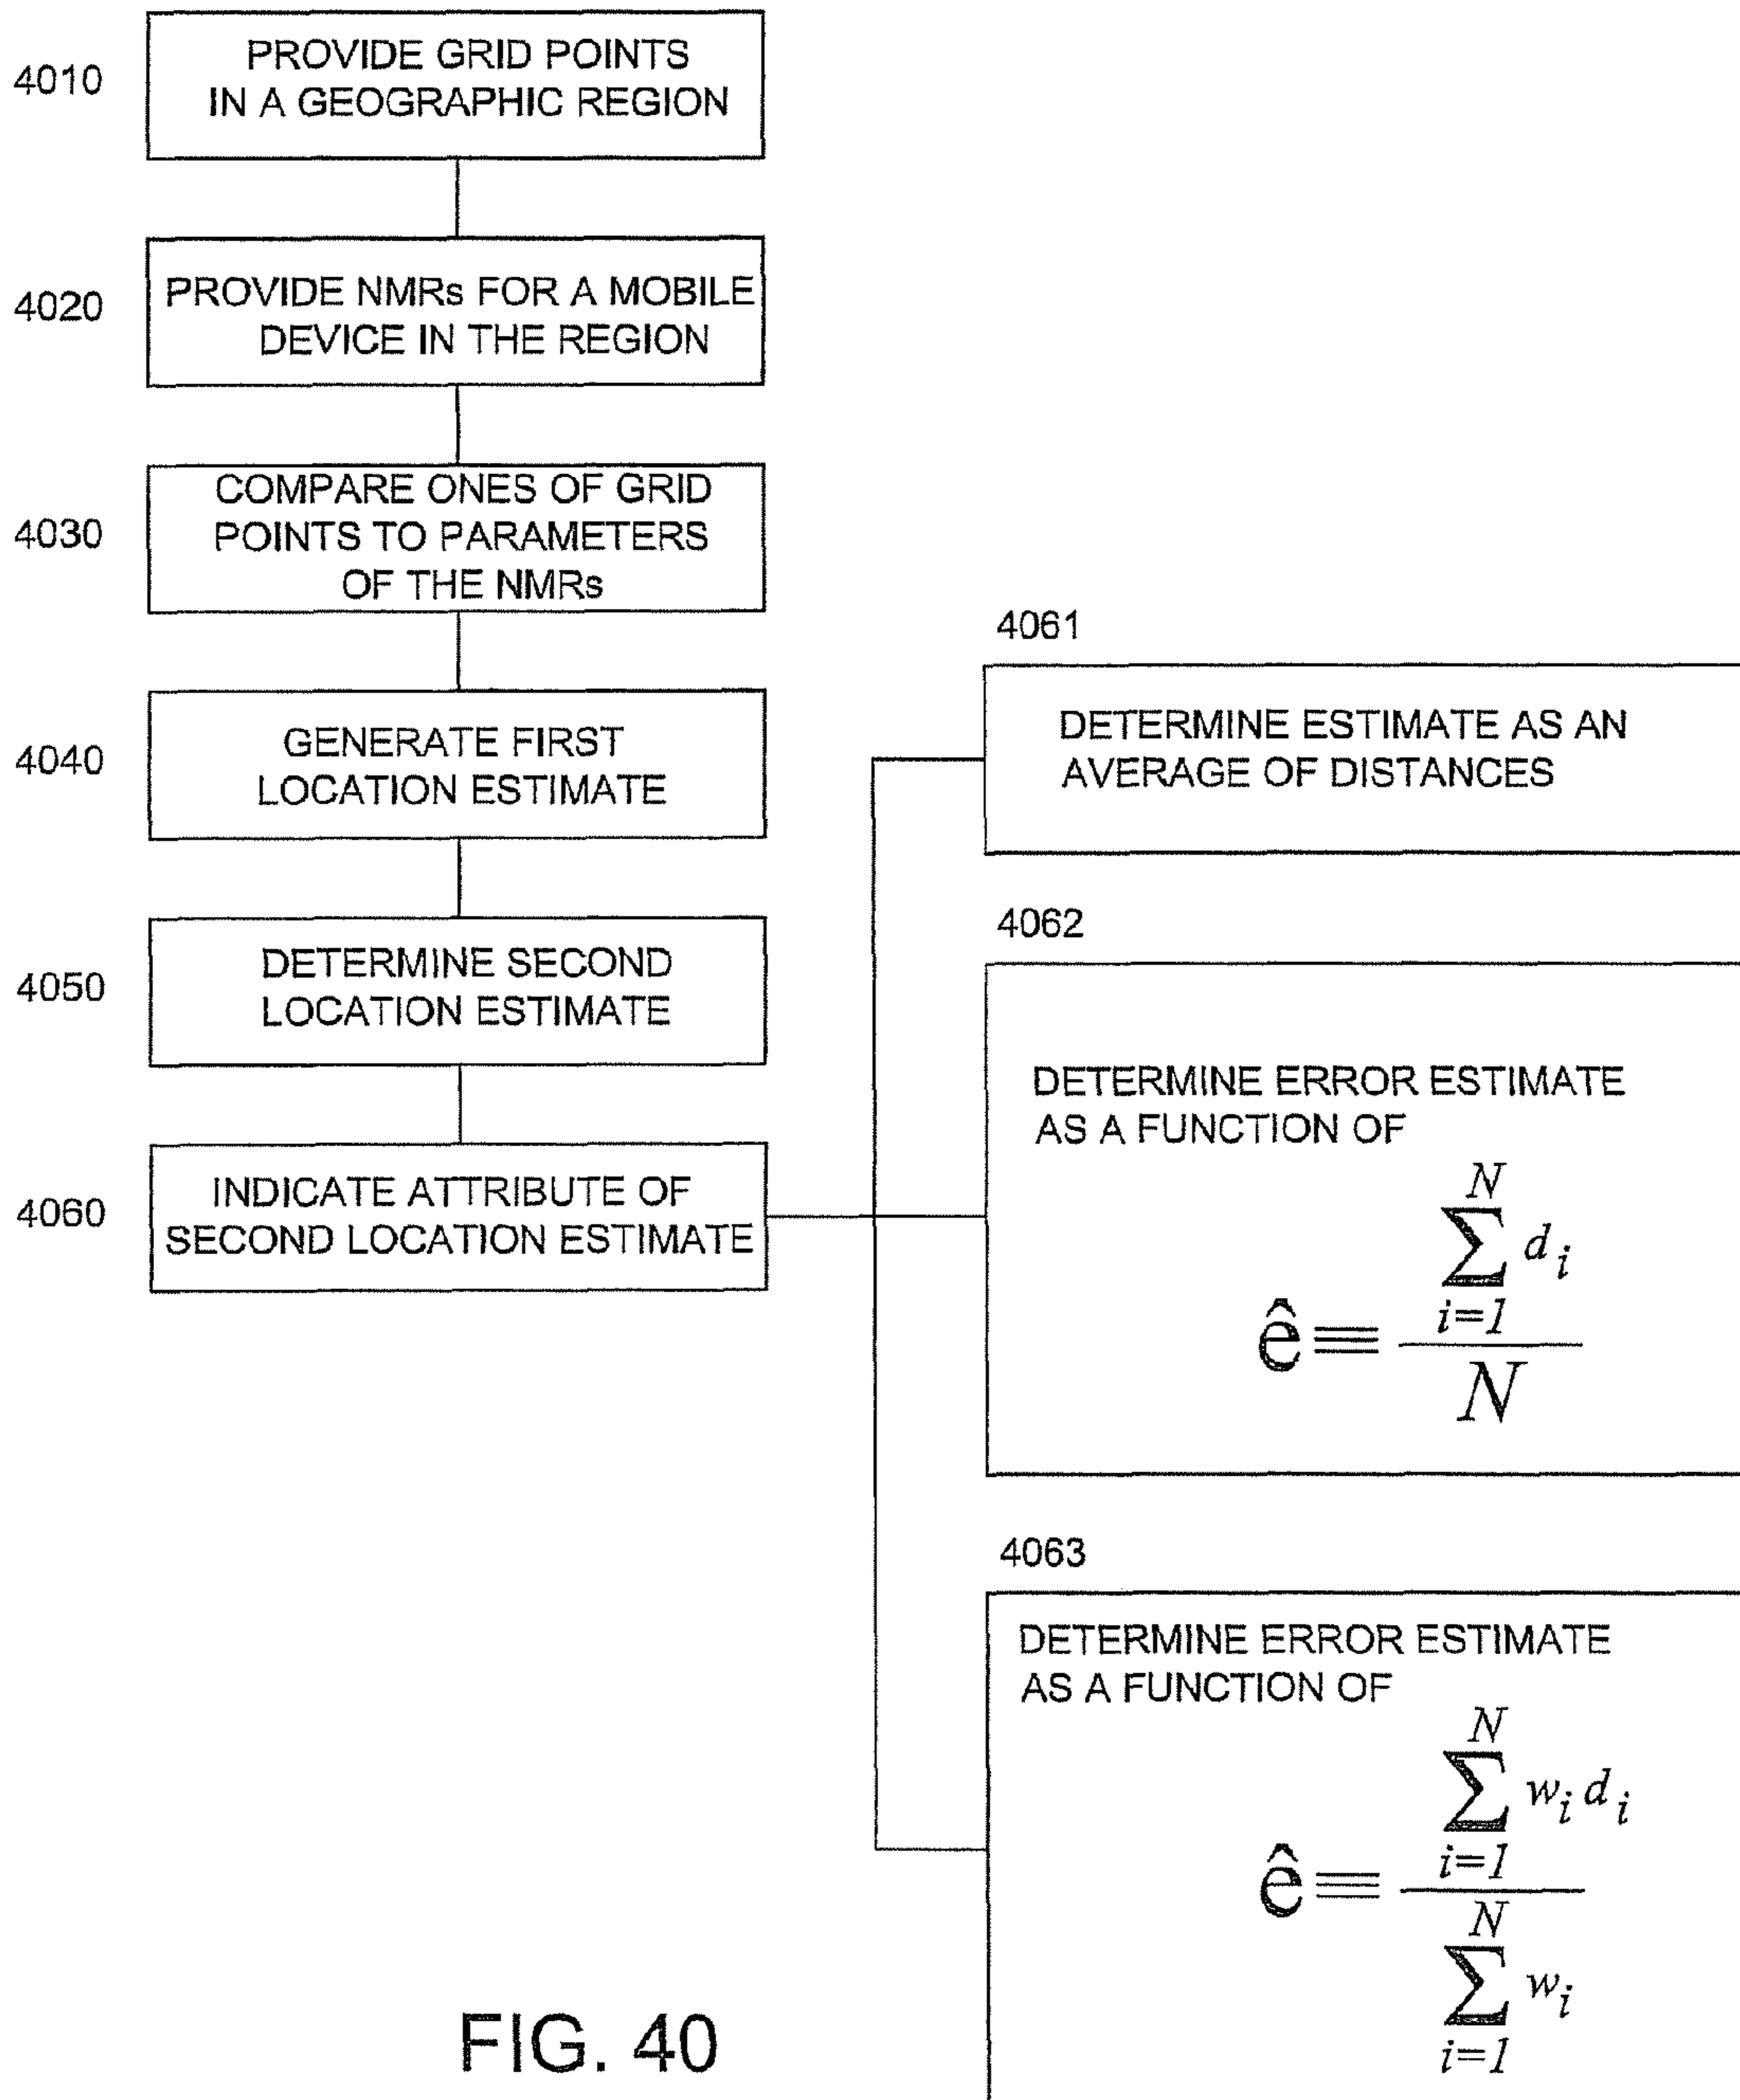 4010
PROVIDE GRID POINTS
IN A GEOGRAPHIC REGION
4020
PROVIDE NMRs FOR A MOBILE
DEVICE IN THE REGION
4030
COMPARE ONES OF GRID
POINTS TO PARAMETERS
OF THE NMRs
4040
GENERATE FIRST
LOCATION ESTIMATE
4050
DETERMINE SECOND
LOCATION ESTIMATE
4060
INDICATE ATTRIBUTE OF
SECOND LOCATION ESTIMATE
4061
DETERMINE ESTIMATE AS AN
AVERAGE OF DISTANCES
4062
DETERMINE ERROR ESTIMATE
AS A FUNCTION OF
N
∑ d_i
i=1
ê ≡
N
4063
DETERMINE ERROR ESTIMATE
AS A FUNCTION OF
N
∑ w_i d_i
i=1
ê ≡
N
∑ w_i
i=1
FIG. 40